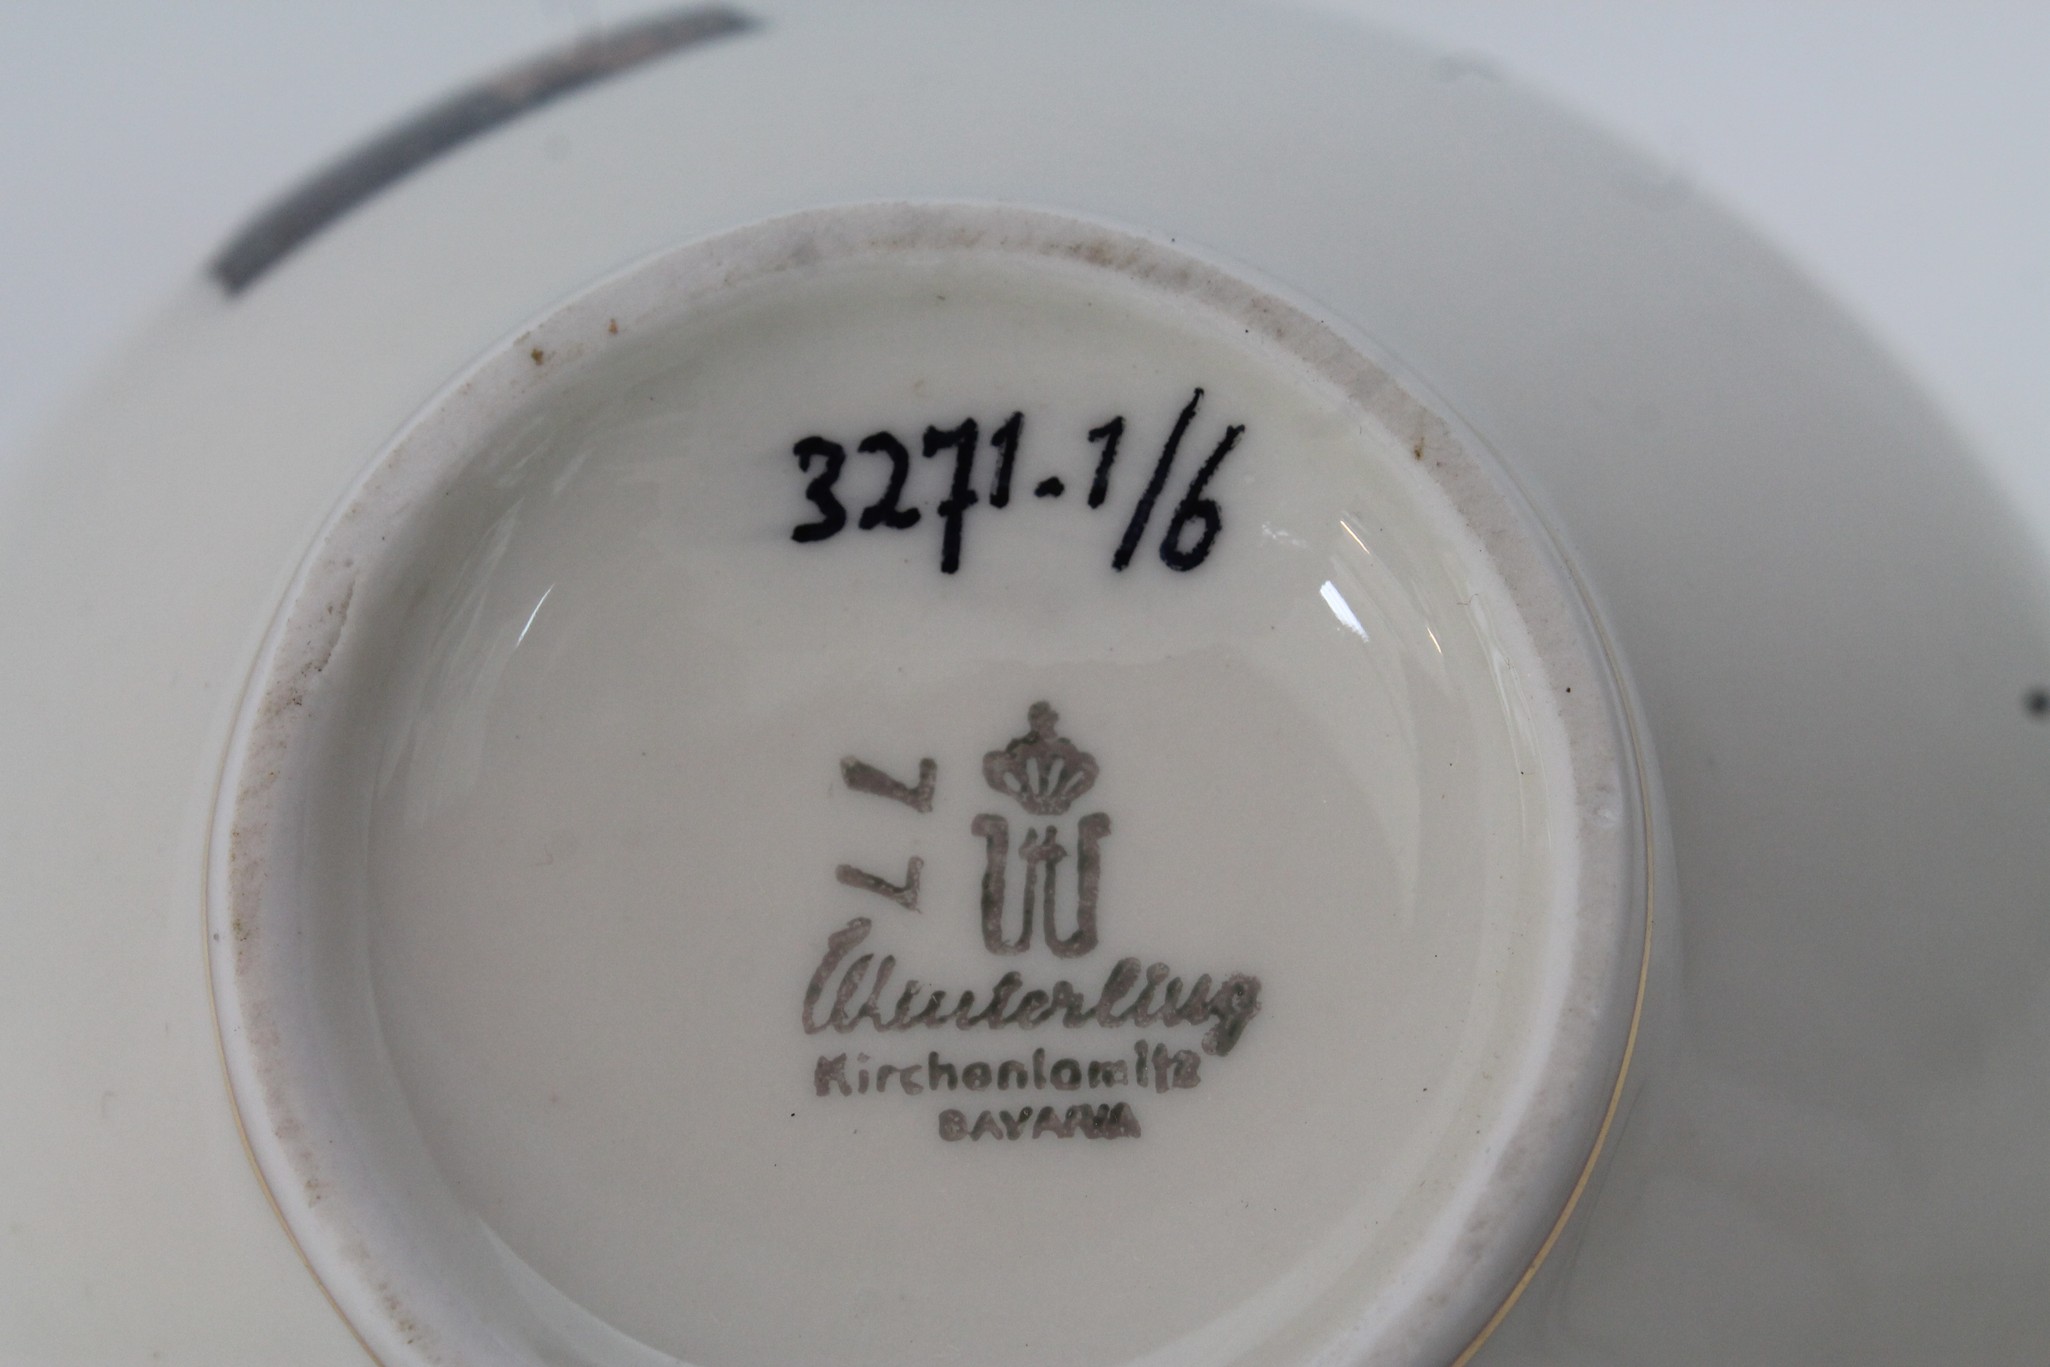 3271-1/6
77
W
Winterling
Kirchenlamitz
BAVARIA